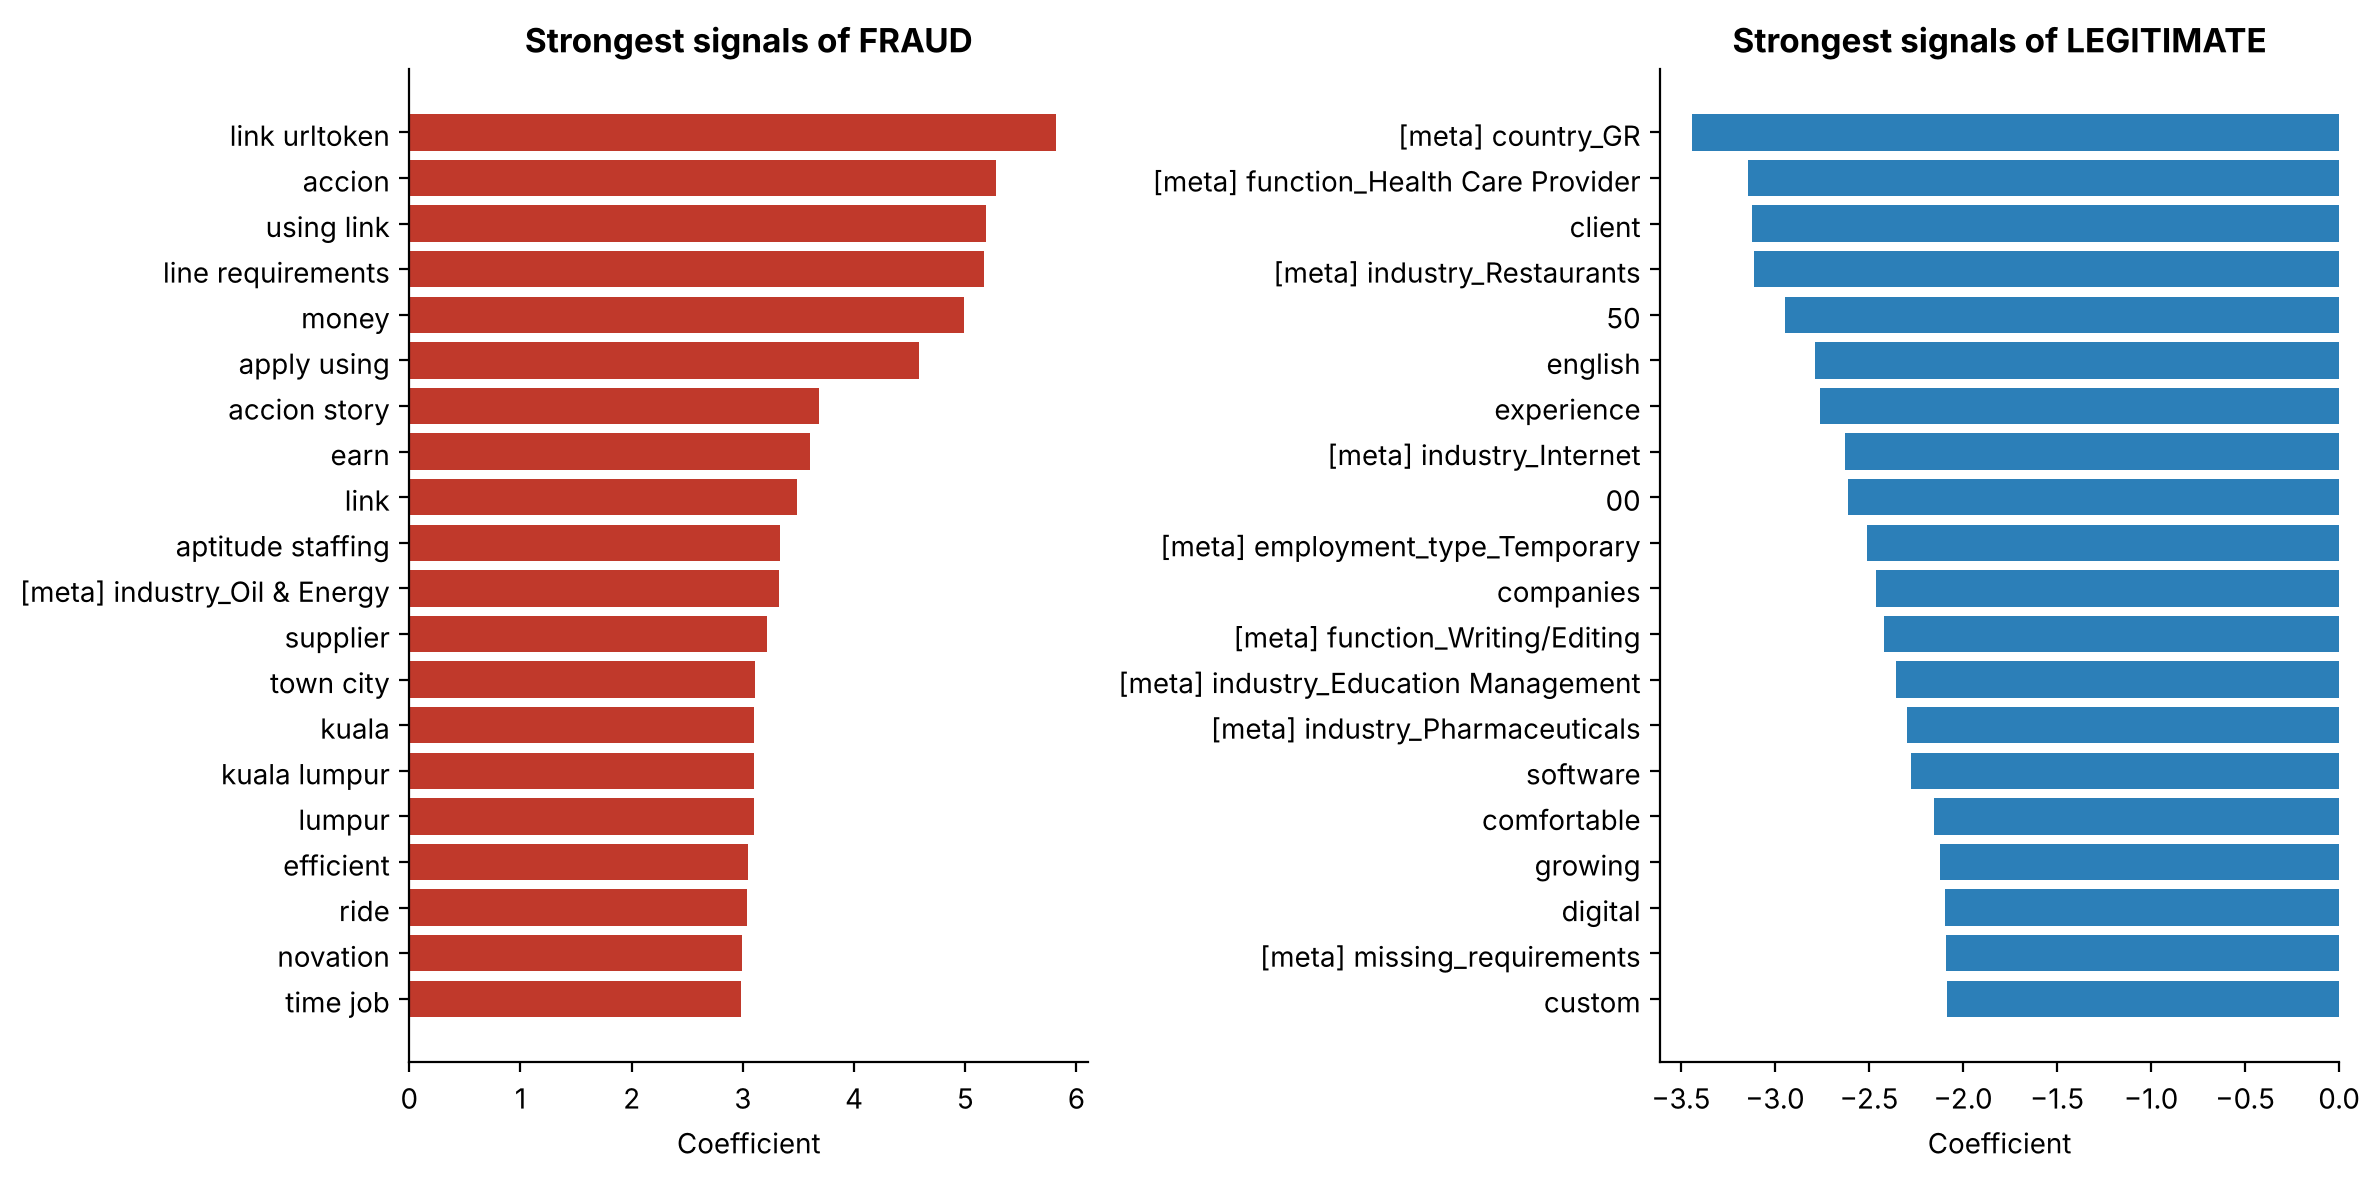 Strongest signals of FRAUD
link urltoken
accion
using link
line requirements
money
apply using
accion story
earn
link
aptitude staffing
[meta] industry_Oil & Energy
supplier
town city
kuala
kuala lumpur
lumpur
efficient
ride
novation
time job
0 1 2 3 4 5 6
Coefficient
Strongest signals of LEGITIMATE
[meta] country_GR
[meta] function_Health Care Provider
client
[meta] industry_Restaurants
50
english
experience
[meta] industry_Internet
00
[meta] employment_type_Temporary
companies
[meta] function_Writing/Editing
[meta] industry_Education Management
[meta] industry_Pharmaceuticals
software
comfortable
growing
digital
[meta] missing_requirements
custom
−3.5 −3.0 −2.5 −2.0 −1.5 −1.0 −0.5 0.0
Coefficient